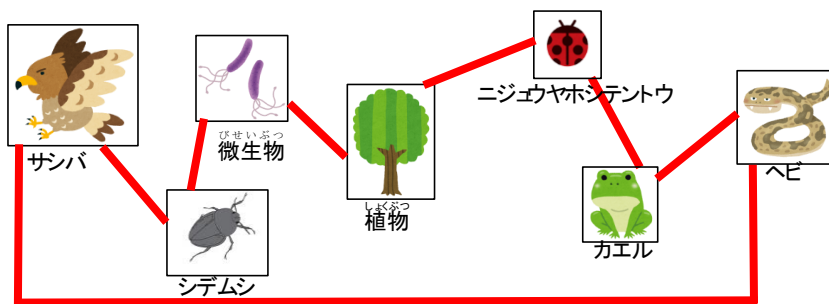 サシバ
びせいぶつ
微生物
しょくぶつ
植物
ニジュウヤホシテントウ
ヘビ
カエル
シデムシ